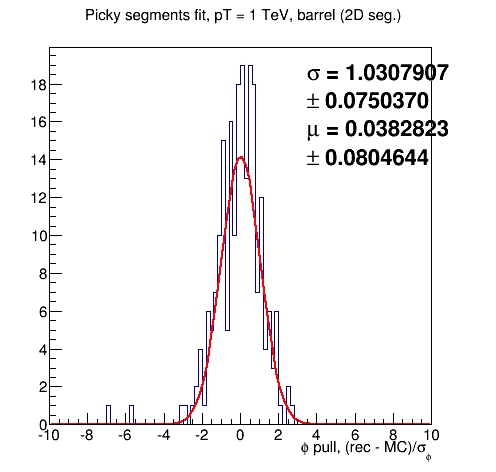 Picky segments fit, pT = 1 TeV, barrel (2D seg.)
σ = 1.0307907
± 0.0750370
μ = 0.0382823
± 0.0804644
18
16
14
12
10
8
6
4
2
0
-10 -8 -6 -4 -2 0 2 4 6 8 10
ϕ pull, (rec - MC)/σϕ